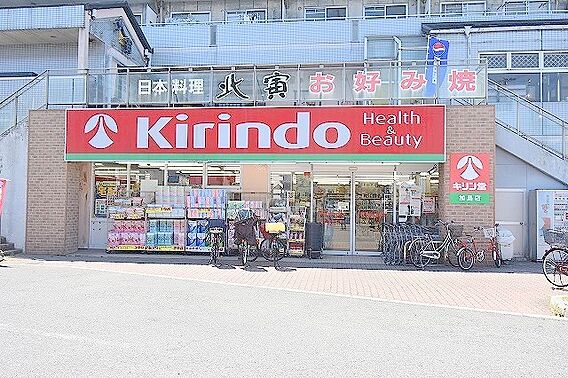 日本料理 北寅 お好み焼
Kirindo
Health
&
Beauty
キリン堂